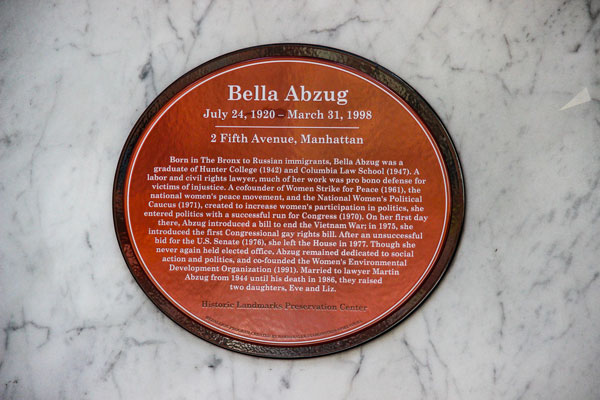 Bella Abzug
July 24, 1920 – March 31, 1998
2 Fifth Avenue, Manhattan
Born in The Bronx to Russian immigrants, Bella Abzug was a
graduate of Hunter College (1942) and Columbia Law School (1947). A
labor and civil rights lawyer, much of her work was pro bono defense for
victims of injustice. A cofounder of Women Strike for Peace (1961), the
national women's peace movement, and the National Women's Political
Caucus (1971), created to increase women's participation in politics, she
entered politics with a successful run for Congress (1970). On her first day
there, Abzug introduced a bill to end the Vietnam War; in 1975, she
introduced the first Congressional gay rights bill. After an unsuccessful
bid for the U.S. Senate (1976), she left the House in 1977. Though she
never again held elected office, Abzug remained dedicated to social
action and politics, and co-founded the Women's Environmental
Development Organization (1991). Married to lawyer Martin
Abzug from 1944 until his death in 1986, they raised
two daughters, Eve and Liz.
Historic Landmarks Preservation Center